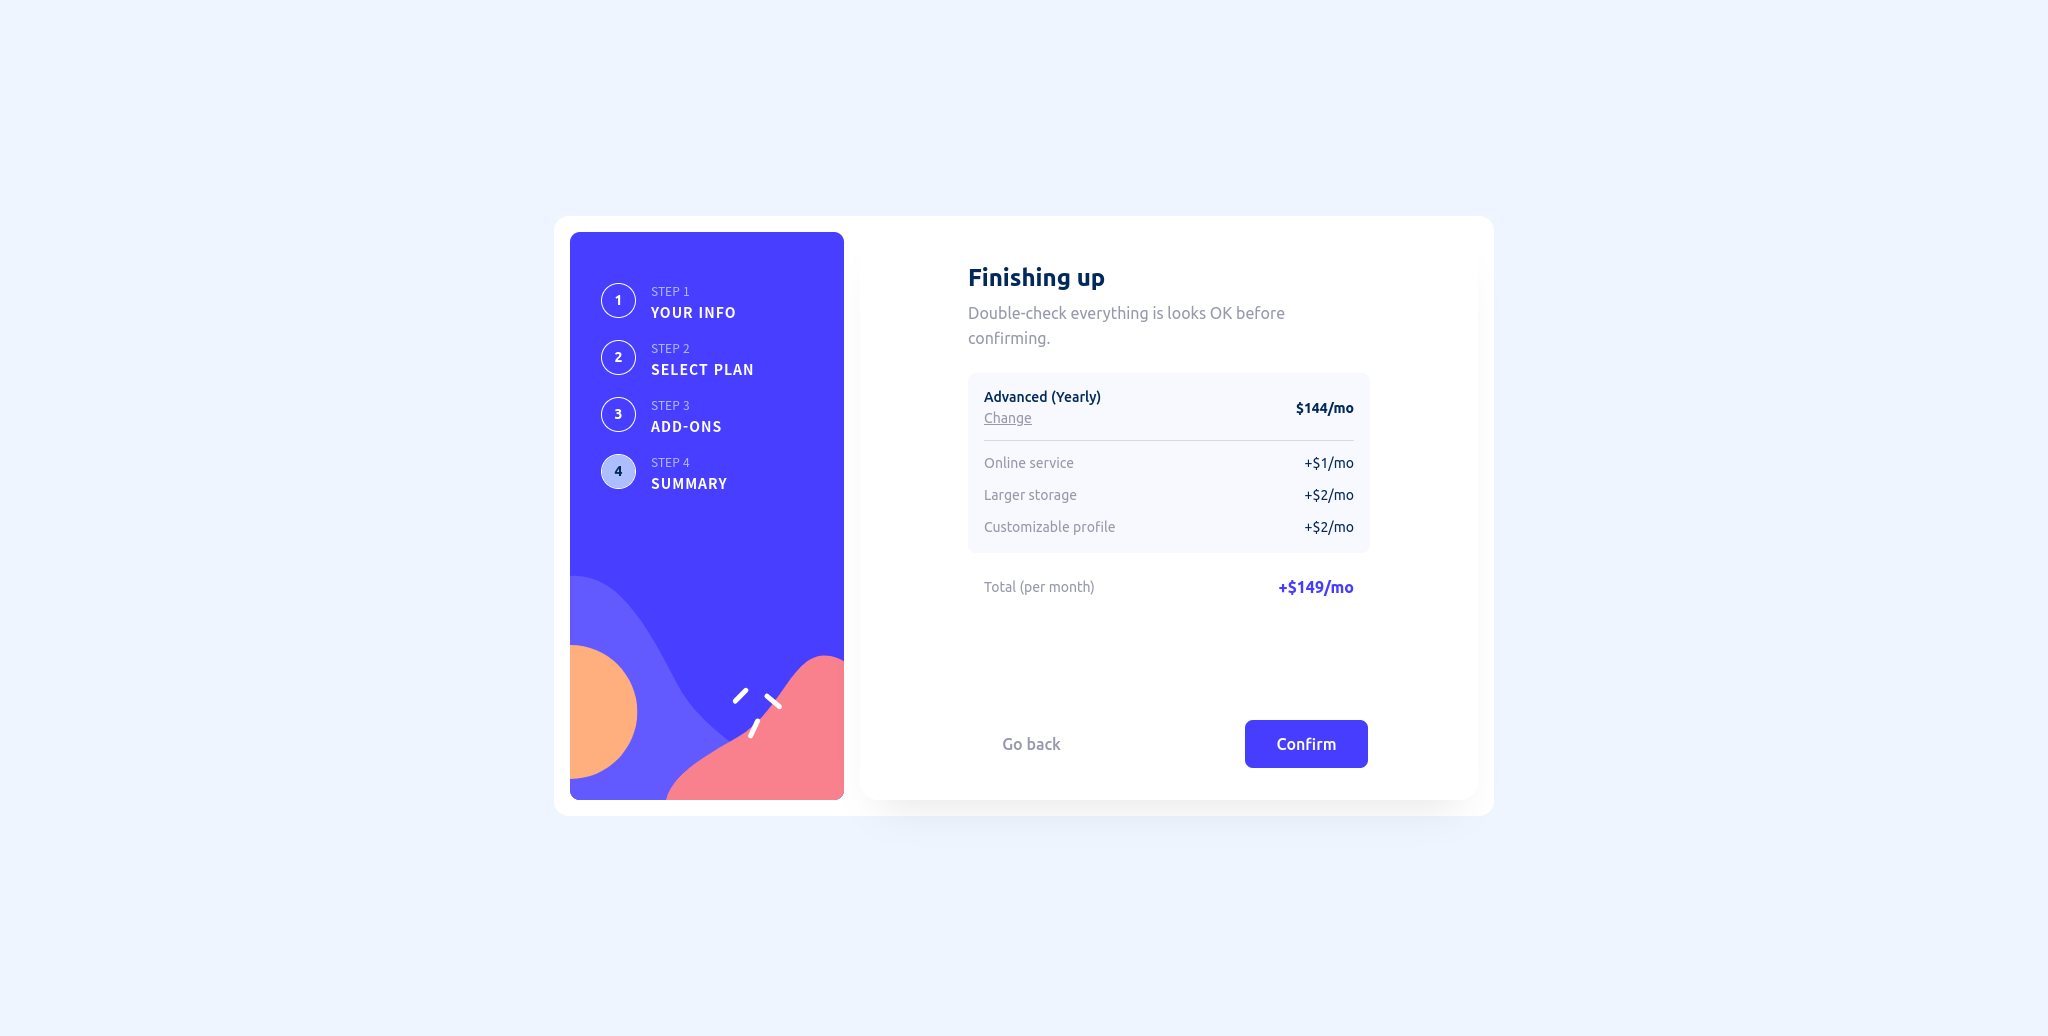 1
STEP 1
YOUR INFO
2
STEP 2
SELECT PLAN
3
STEP 3
ADD-ONS
4
STEP 4
SUMMARY
Finishing up
Double-check everything is looks OK before
confirming.
Advanced (Yearly)
Change
$144/mo
Online service +$1/mo
Larger storage +$2/mo
Customizable profile +$2/mo
Total (per month) +$149/mo
Go back
Confirm